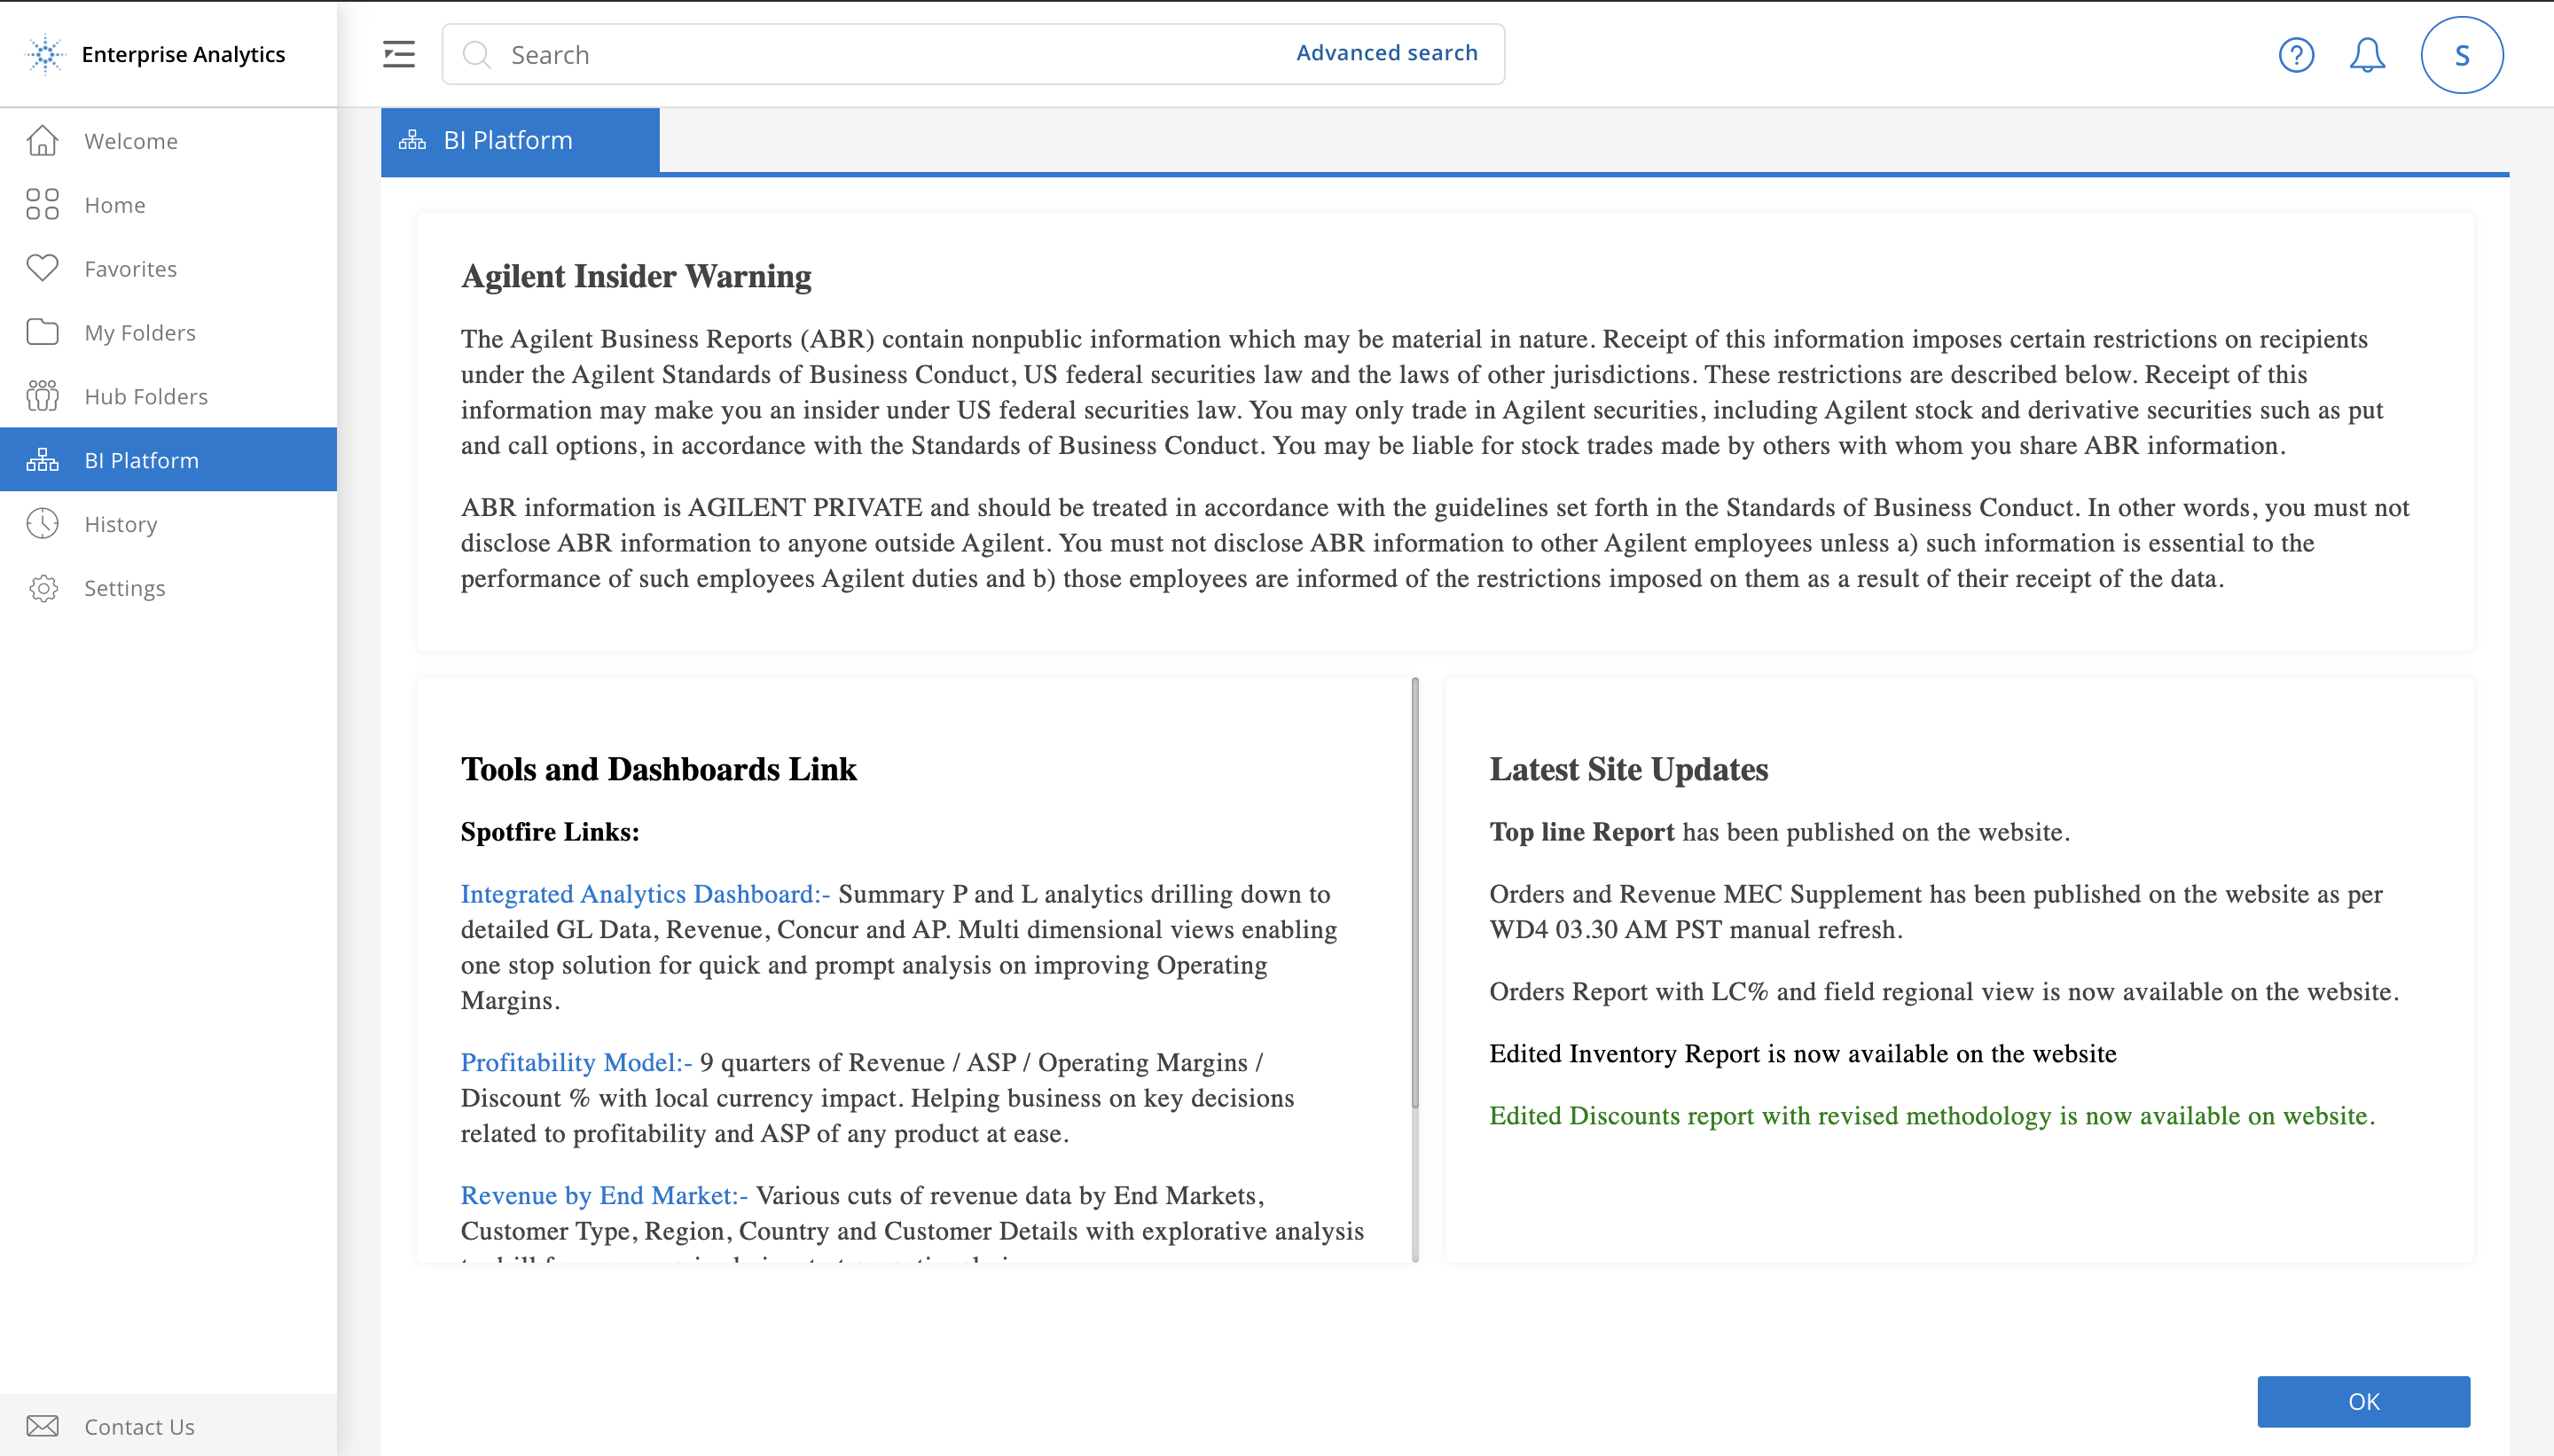 Enterprise Analytics
Search
Advanced search
?
S
Welcome
Home
Favorites
My Folders
Hub Folders
BI Platform
History
Settings
Contact Us
BI Platform
Agilent Insider Warning
The Agilent Business Reports (ABR) contain nonpublic information which may be material in nature. Receipt of this information imposes certain restrictions on recipients
under the Agilent Standards of Business Conduct, US federal securities law and the laws of other jurisdictions. These restrictions are described below. Receipt of this
information may make you an insider under US federal securities law. You may only trade in Agilent securities, including Agilent stock and derivative securities such as put
and call options, in accordance with the Standards of Business Conduct. You may be liable for stock trades made by others with whom you share ABR information.
ABR information is AGILENT PRIVATE and should be treated in accordance with the guidelines set forth in the Standards of Business Conduct. In other words, you must not
disclose ABR information to anyone outside Agilent. You must not disclose ABR information to other Agilent employees unless a) such information is essential to the
performance of such employees Agilent duties and b) those employees are informed of the restrictions imposed on them as a result of their receipt of the data.
Tools and Dashboards Link
Spotfire Links:
Integrated Analytics Dashboard:- Summary P and L analytics drilling down to
detailed GL Data, Revenue, Concur and AP. Multi dimensional views enabling
one stop solution for quick and prompt analysis on improving Operating
Margins.
Profitability Model:- 9 quarters of Revenue / ASP / Operating Margins /
Discount % with local currency impact. Helping business on key decisions
related to profitability and ASP of any product at ease.
Revenue by End Market:- Various cuts of revenue data by End Markets,
Customer Type, Region, Country and Customer Details with explorative analysis
Latest Site Updates
Top line Report has been published on the website.
Orders and Revenue MEC Supplement has been published on the website as per
WD4 03.30 AM PST manual refresh.
Orders Report with LC% and field regional view is now available on the website.
Edited Inventory Report is now available on the website
Edited Discounts report with revised methodology is now available on website.
OK